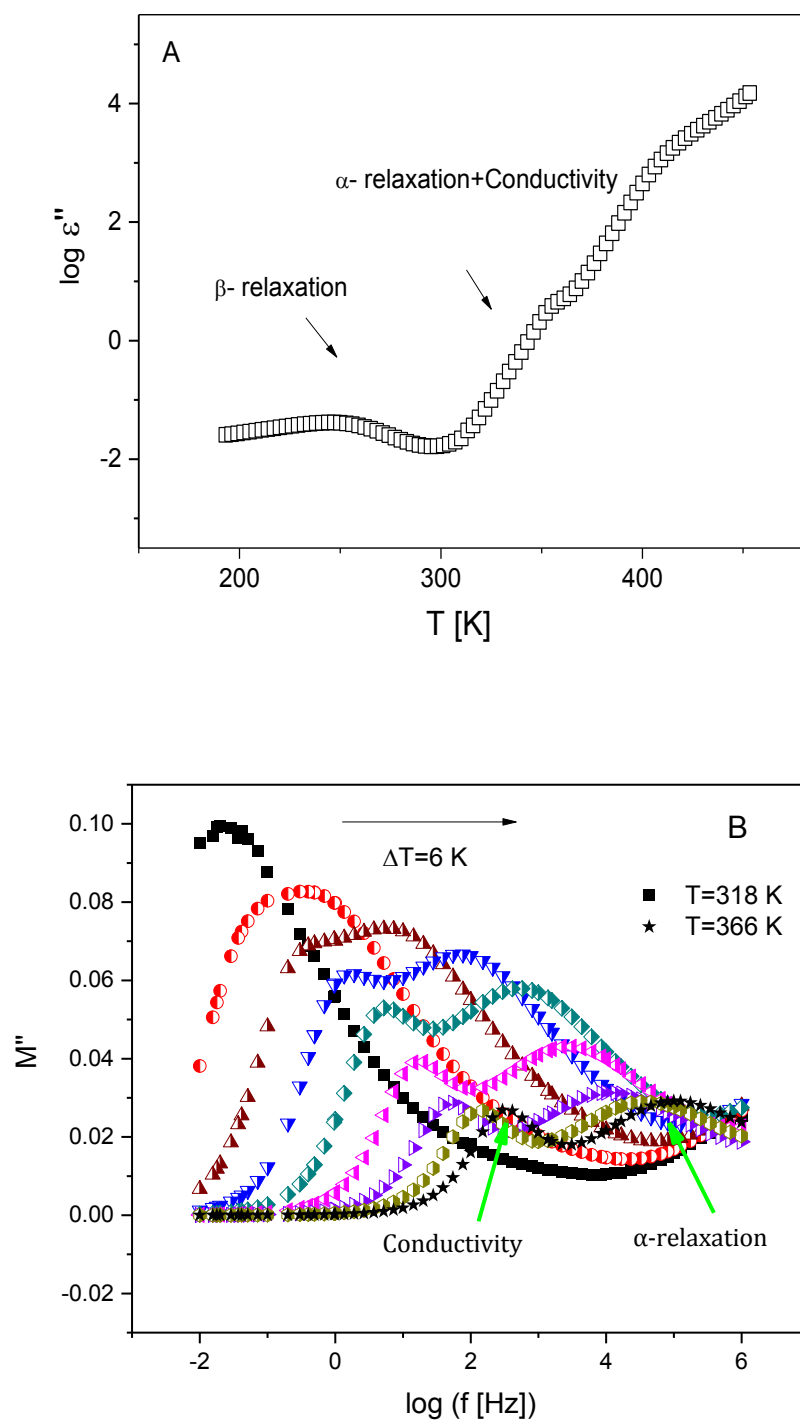 A
4
2
0
-2
log ε"
α- relaxation+Conductivity
β- relaxation
200
300
400
T [K]
B
0.10
0.08
0.06
0.04
0.02
0.00
-0.02
M"
ΔT=6 K
T=318 K
T=366 K
Conductivity
α-relaxation
-2
0
2
4
6
log (f [Hz])